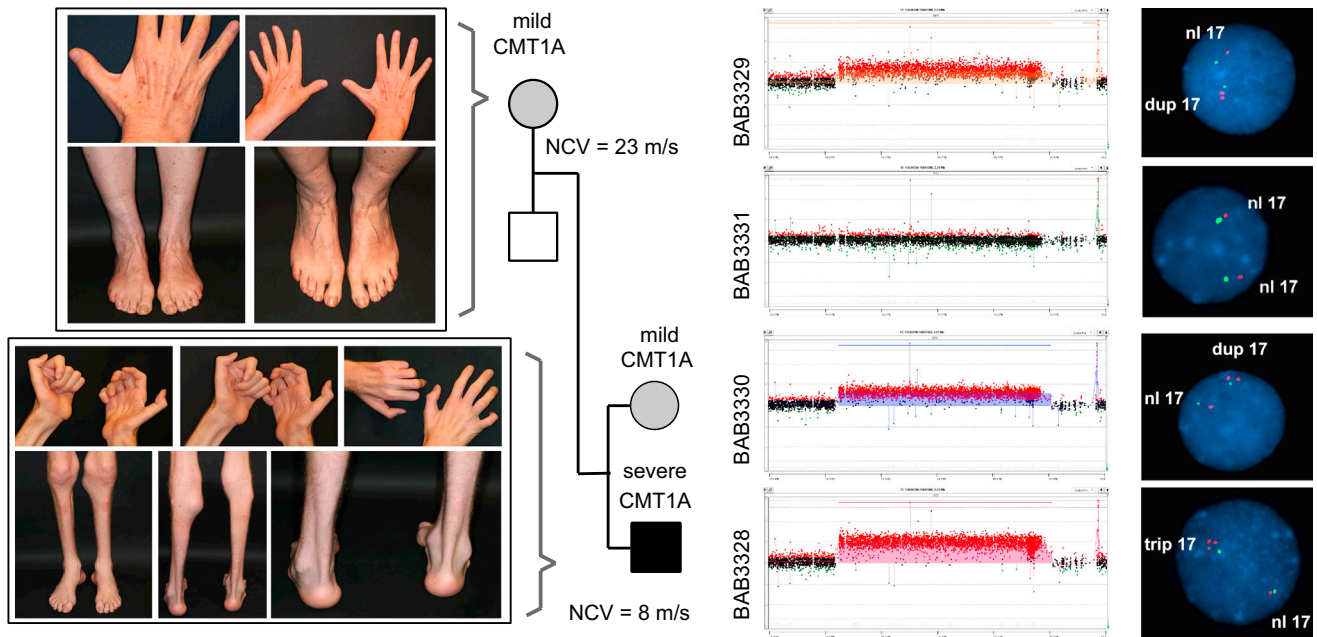 mild
CMT1A
NCV = 23 m/s
mild
CMT1A
severe
CMT1A
NCV = 8 m/s
BAB3329
nl 17
dup 17
BAB3331
nl 17
nl 17
BAB3330
dup 17
nl 17
BAB3328
trip 17
nl 17